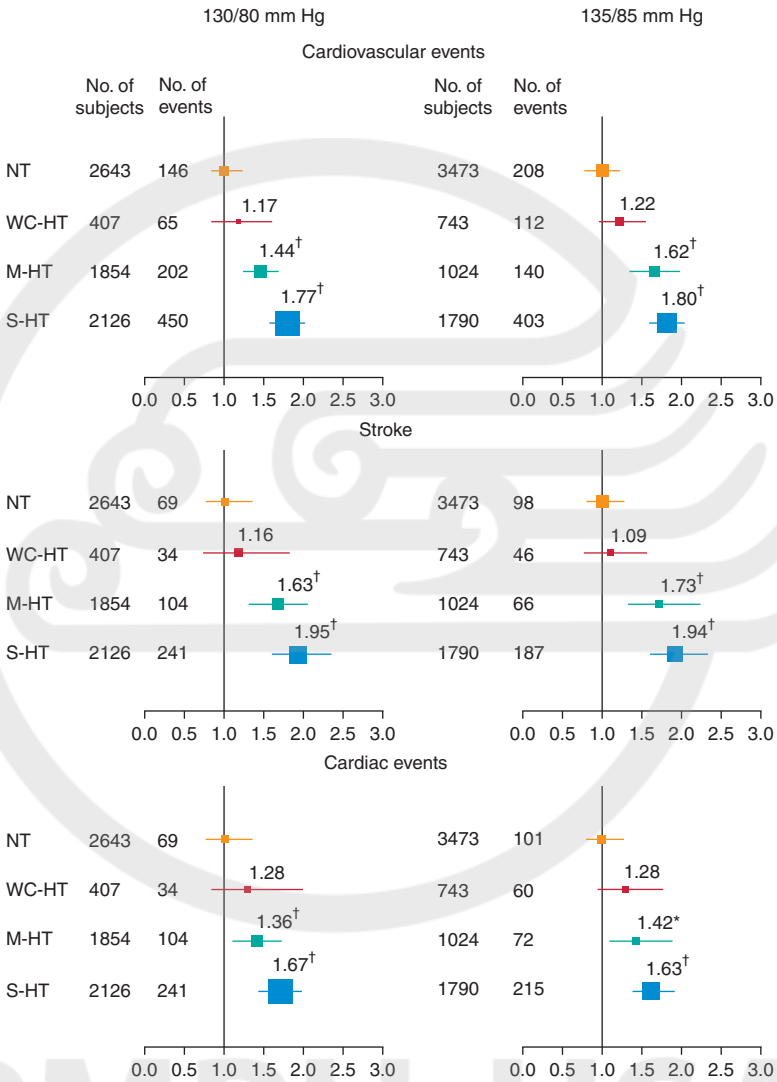 130/80 mm Hg 135/85 mm Hg
Cardiovascular events
No. of No. of No. of No. of
subjects events subjects events
NT 2643 146 3473 208
1.17 1.22
WC-HT 407 65 743 112
1.44† 1.62†
M-HT 1854 202 1024 140
1.77† 1.80†
S-HT 2126 450 1790 403
0.0 0.5 1.0 1.5 2.0 2.5 3.0 0.0 0.5 1.0 1.5 2.0 2.5 3.0
Stroke
NT 2643 69 3473 98
1.16 1.09
WC-HT 407 34 743 46
1.63† 1.73†
M-HT 1854 104 1024 66
1.95† 1.94†
S-HT 2126 241 1790 187
0.0 0.5 1.0 1.5 2.0 2.5 3.0 0.0 0.5 1.0 1.5 2.0 2.5 3.0
Cardiac events
NT 2643 69 3473 101
1.28 1.28
WC-HT 407 34 743 60
1.36† 1.42*
M-HT 1854 104 1024 72
1.67† 1.63†
S-HT 2126 241 1790 215
0.0 0.5 1.0 1.5 2.0 2.5 3.0 0.0 0.5 1.0 1.5 2.0 2.5 3.0